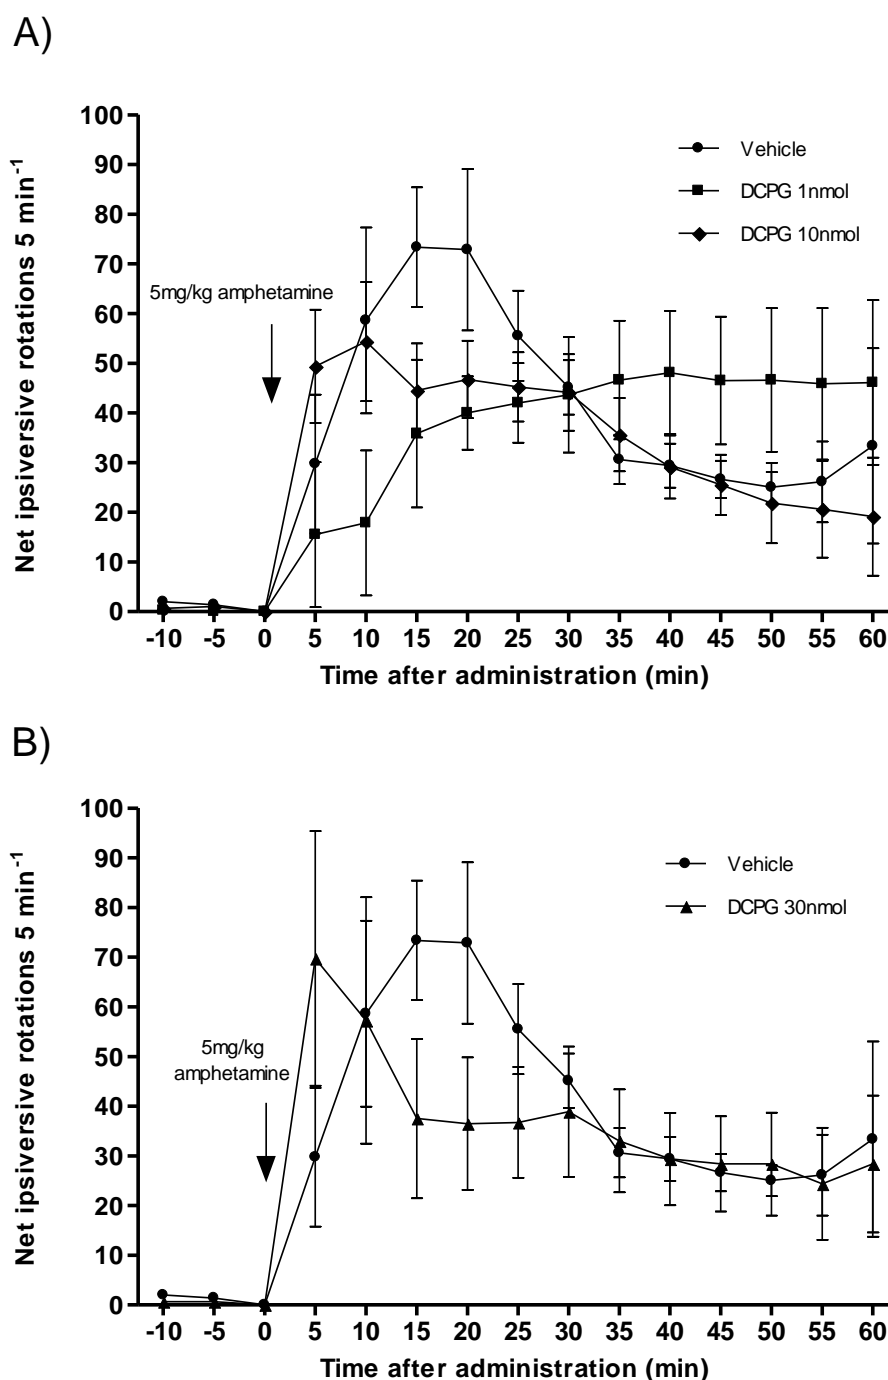 A)
100
90
80
70
60
50
40
30
20
10
0
Net ipsiversive rotations 5 min⁻¹
Vehicle
DCPG 1nmol
DCPG 10nmol
5mg/kg amphetamine
-10 -5 0 5 10 15 20 25 30 35 40 45 50 55 60
Time after administration (min)
B)
100
90
80
70
60
50
40
30
20
10
0
Net ipsiversive rotations 5 min⁻¹
Vehicle
DCPG 30nmol
5mg/kg
amphetamine
-10 -5 0 5 10 15 20 25 30 35 40 45 50 55 60
Time after administration (min)